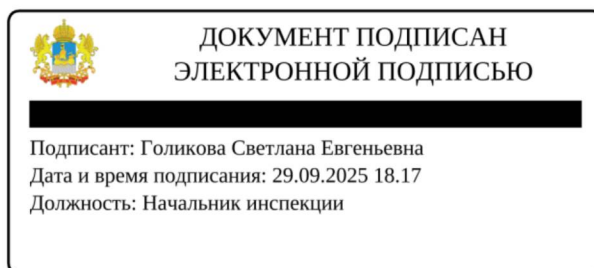 ДОКУМЕНТ ПОДПИСАН
ЭЛЕКТРОННОЙ ПОДПИСЬЮ
Подписант: Голикова Светлана Евгеньевна
Дата и время подписания: 29.09.2025 18.17
Должность: Начальник инспекции